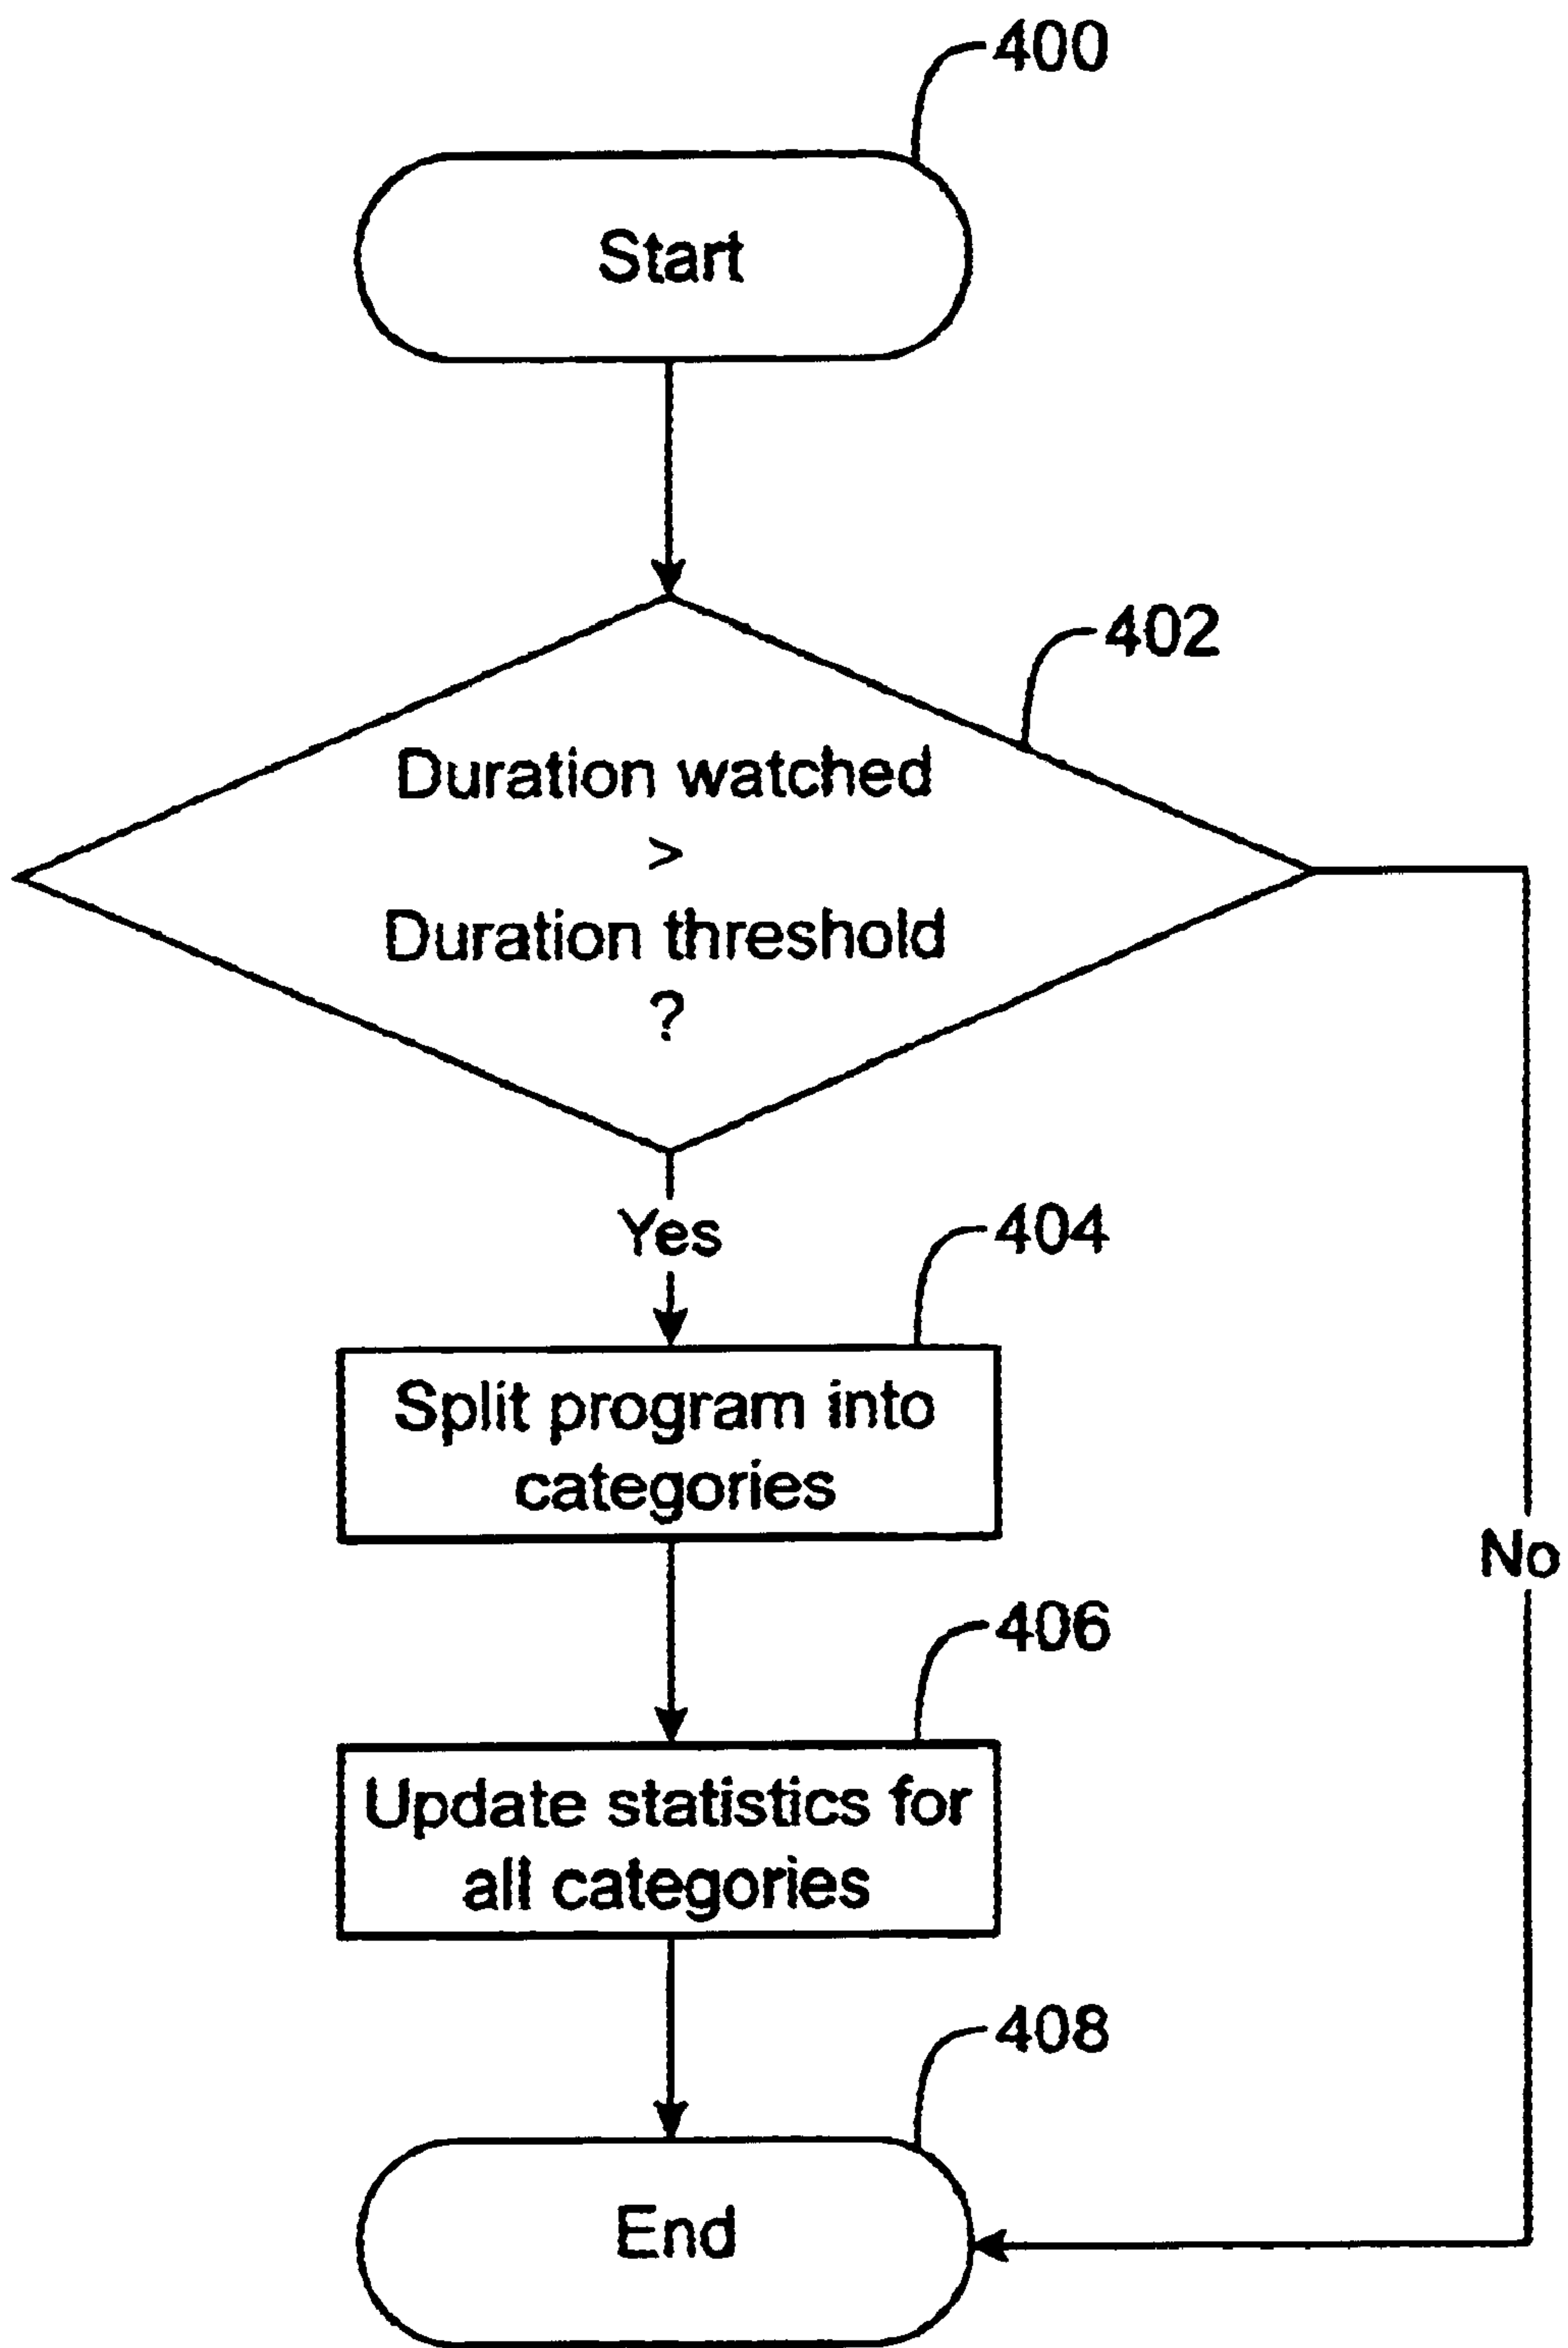 400
Start
402
Duration watched
>
Duration threshold
?
Yes
404
Split program into
categories
No
406
Update statistics for
all categories
408
End